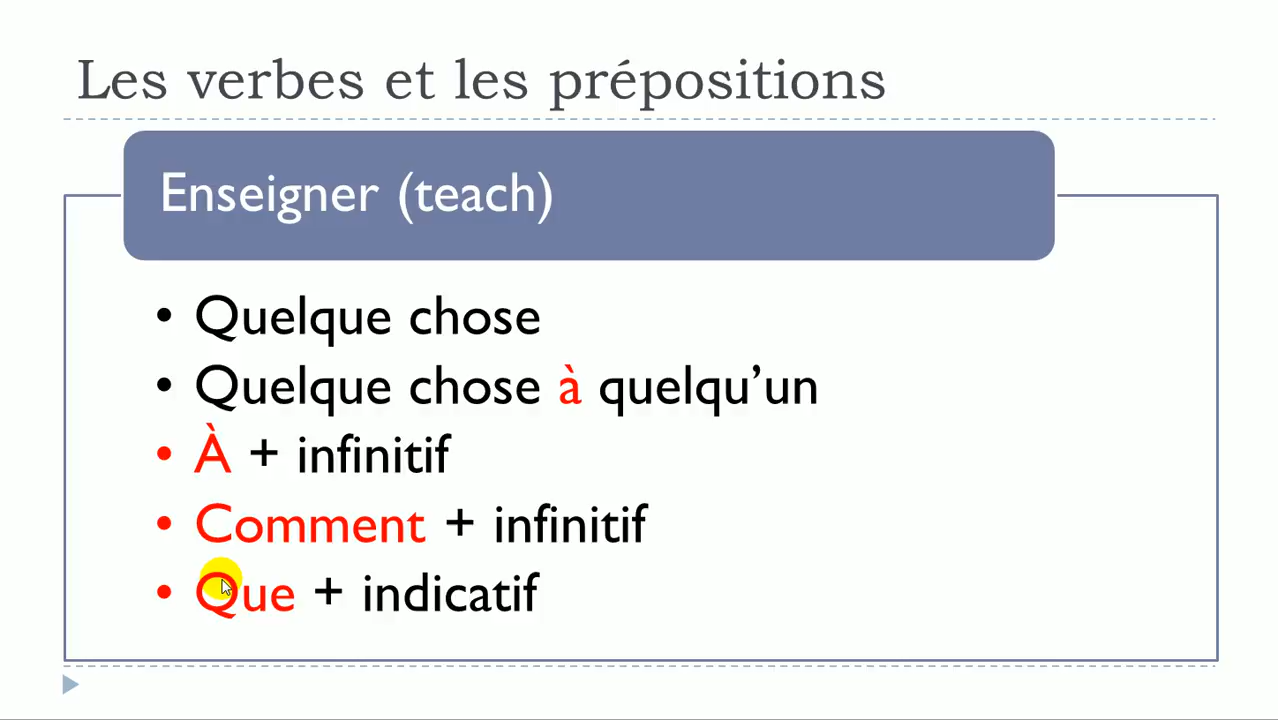 Les verbes et les prépositions
Enseigner (teach)
• Quelque chose
• Quelque chose à quelqu’un
• À + infinitif
• Comment + infinitif
• Que + indicatif